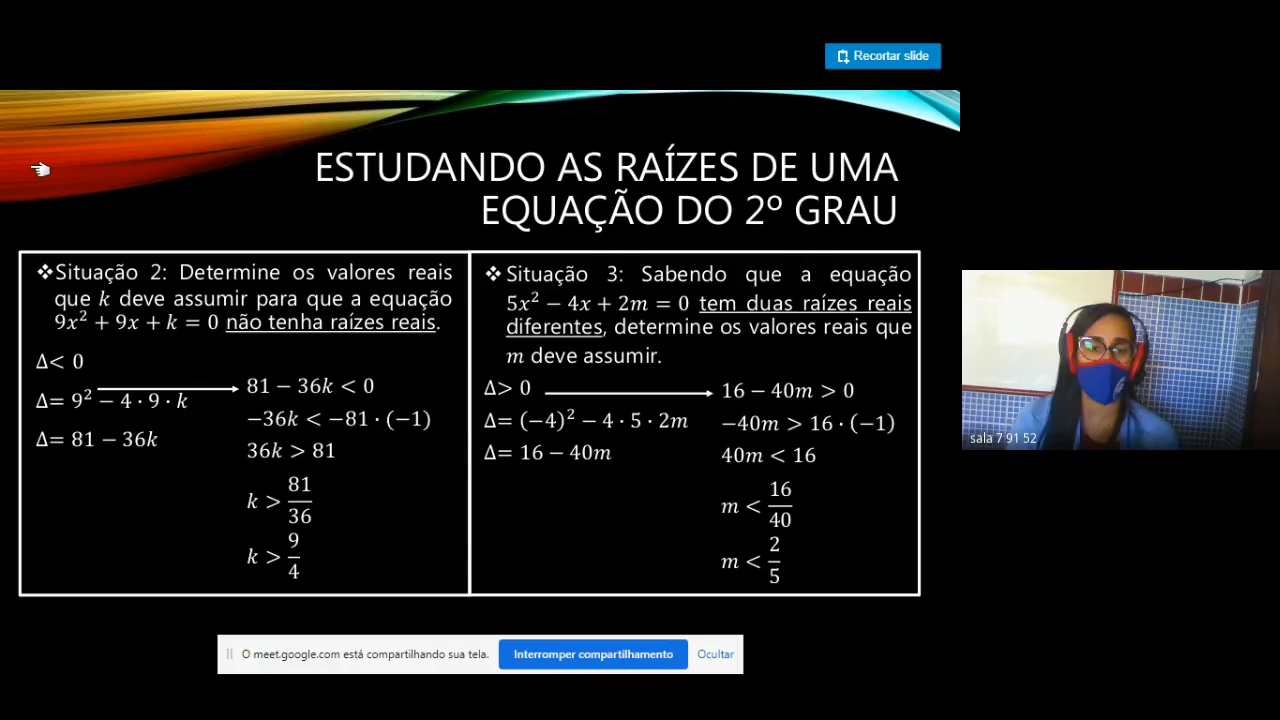 Recortar slide
ESTUDANDO AS RAÍZES DE UMA
EQUAÇÃO DO 2º GRAU
❖Situação 2: Determine os valores reais
que k deve assumir para que a equação
9x² + 9x + k = 0 não tenha raízes reais.
Δ< 0
Δ= 9² − 4 · 9 · k
Δ= 81 − 36k
81 − 36k < 0
−36k < −81 · (−1)
36k > 81
k > 81/36
k > 9/4
❖ Situação 3: Sabendo que a equação
5x² − 4x + 2m = 0 tem duas raízes reais
diferentes, determine os valores reais que
m deve assumir.
Δ> 0
Δ= (−4)² − 4 · 5 · 2m
Δ= 16 − 40m
16 − 40m > 0
−40m > 16 · (−1)
40m < 16
m < 16/40
m < 2/5
sala 7 91 52
O meet.google.com está compartilhando sua tela.
Interromper compartilhamento
Ocultar